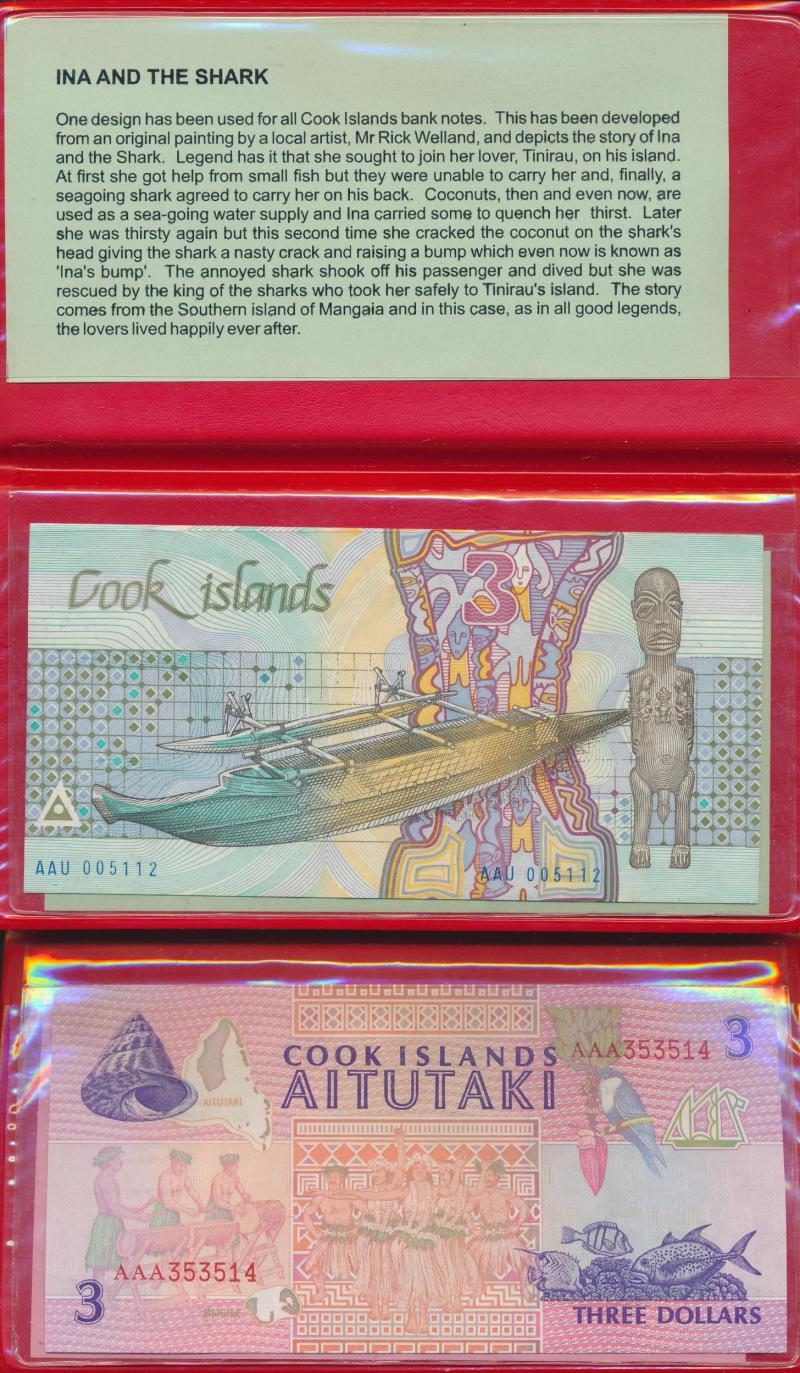 INA AND THE SHARK
One design has been used for all Cook Islands bank notes. This has been developed
from an original painting by a local artist, Mr Rick Welland, and depicts the story of Ina
and the Shark. Legend has it that she sought to join her lover, Tinirau, on his island.
At first she got help from small fish but they were unable to carry her and, finally, a
seagoing shark agreed to carry her on his back. Coconuts, then and even now, are
used as a sea-going water supply and Ina carried some to quench her thirst. Later
she was thirsty again but this second time she cracked the coconut on the shark's
head giving the shark a nasty crack and raising a bump which even now is known as
'Ina's bump'. The annoyed shark shook off his passenger and dived but she was
rescued by the king of the sharks who took her safely to Tinirau's island. The story
comes from the Southern island of Mangaia and in this case, as in all good legends,
the lovers lived happily ever after.
Cook islands
3
AAU 005112
AAU 005112
COOK ISLANDS
AITUTAKI
AAA353514
3
AITUTAKI
AAA353514
3
THREE DOLLARS